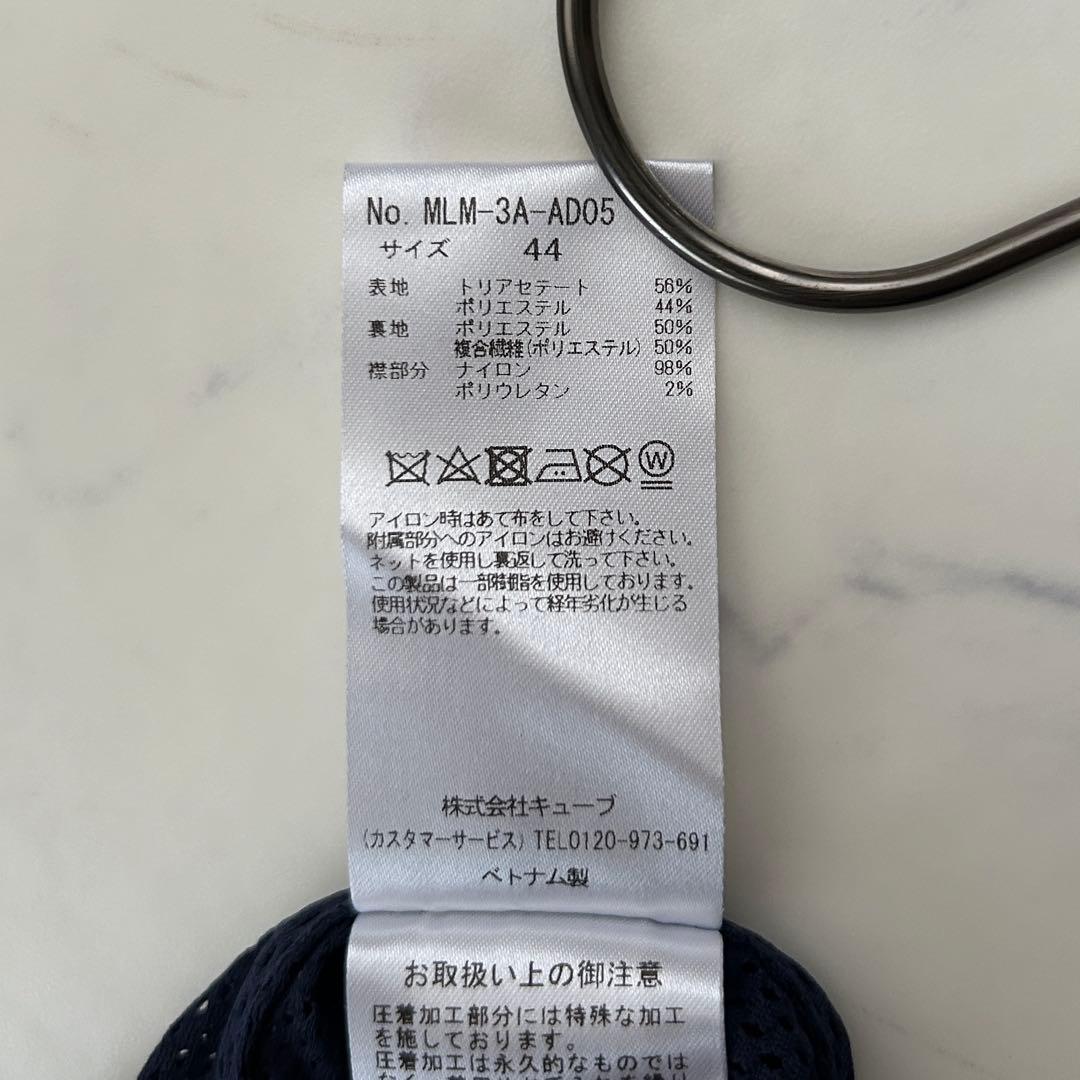 No. MLM-3A-AD05
サイズ 44
表地 トリアセテート 56%
ポリエステル 44%
裏地 ポリエステル 50%
複合繊維(ポリエステル) 50%
襟部分 ナイロン 98%
ポリウレタン 2%
W
アイロン時はあて布をして下さい。
附属部分へのアイロンはお避けください。
ネットを使用し裏返して洗って下さい。
この製品は一部樹脂を使用しております。
使用状況などによって経年劣化が生じる
場合があります。
株式会社キューブ
(カスタマーサービス) TEL0120-973-691
ベトナム製
お取扱い上の御注意
圧着加工部分には特殊な加工
を施しております。
圧着加工は永久的なものでは